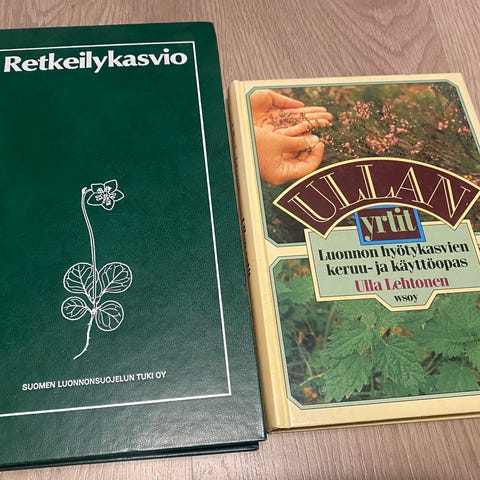 Retkeilykasvio
SUOMEN LUONNONSUOJELUN TUKI OY
ULLAN
yrtit
Luonnon hyötykasvien
keruu- ja käyttöopas
Ulla Lehtonen
WSOY